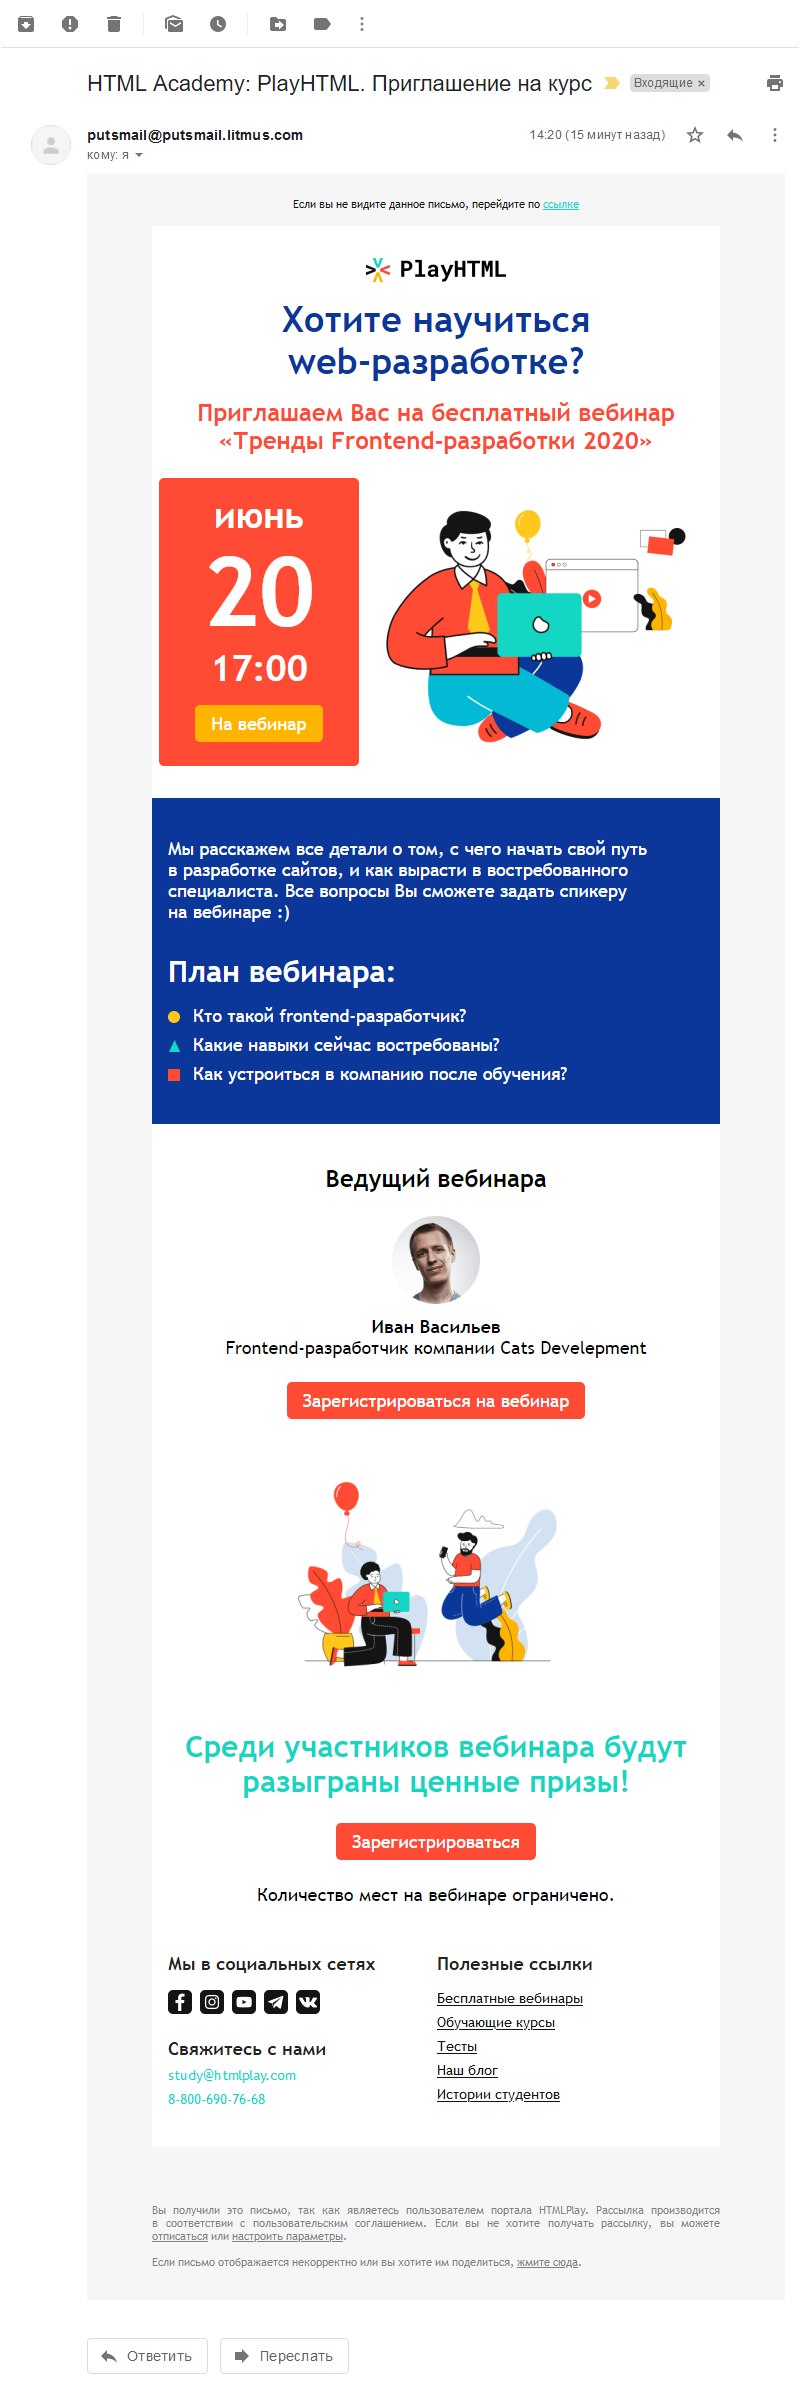 HTML Academy: PlayHTML. Приглашение на курс
Входящие ×
putsmail@putsmail.litmus.com
14:20 (15 минут назад)
кому: я
Если вы не видите данное письмо, перейдите по ссылке
PlayHTML
Хотите научиться
web-разработке?
Приглашаем Вас на бесплатный вебинар
«Тренды Frontend-разработки 2020»
июнь
20
17:00
На вебинар
Мы расскажем все детали о том, с чего начать свой путь
в разработке сайтов, и как вырасти в востребованного
специалиста. Все вопросы Вы сможете задать спикеру
на вебинаре :)
План вебинара:
Кто такой frontend-разработчик?
Какие навыки сейчас востребованы?
Как устроиться в компанию после обучения?
Ведущий вебинара
Иван Васильев
Frontend-разработчик компании Cats Develepment
Зарегистрироваться на вебинар
Среди участников вебинара будут
разыграны ценные призы!
Зарегистрироваться
Количество мест на вебинаре ограничено.
Мы в социальных сетях
Свяжитесь с нами
study@htmlplay.com
8-800-690-76-68
Полезные ссылки
Бесплатные вебинары
Обучающие курсы
Тесты
Наш блог
Истории студентов
Вы получили это письмо, так как являетесь пользователем портала HTMLPlay. Рассылка производится
в соответствии с пользовательским соглашением. Если вы не хотите получать рассылку, вы можете
отписаться или настроить параметры.
Если письмо отображается некорректно или вы хотите им поделиться, жмите сюда.
Ответить
Переслать